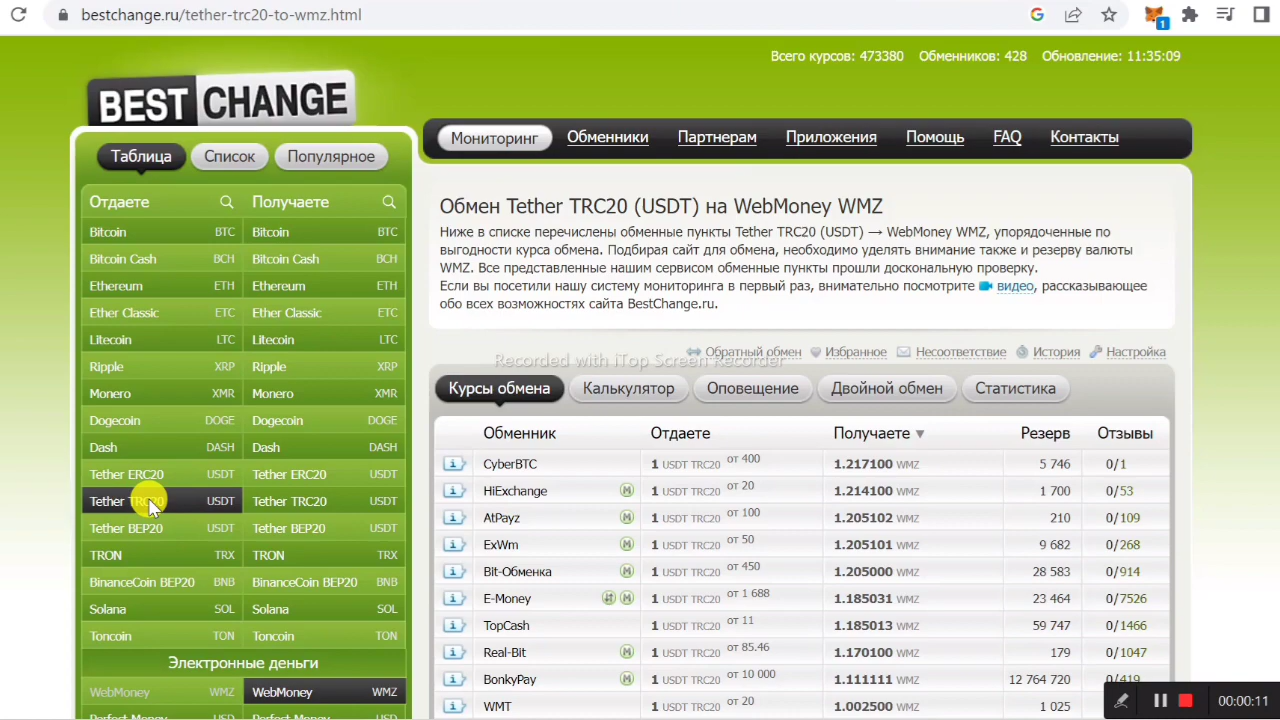 bestchange.ru/tether-trc20-to-wmz.html
1
Всего курсов: 473380 Обменников: 428 Обновление: 11:35:09
BEST CHANGE
Мониторинг Обменники Партнерам Приложения Помощь FAQ Контакты
Таблица Список Популярное
Отдаете Получаете
Bitcoin BTC Bitcoin BTC
Bitcoin Cash BCH Bitcoin Cash BCH
Ethereum ETH Ethereum ETH
Ether Classic ETC Ether Classic ETC
Litecoin LTC Litecoin LTC
Ripple XRP Ripple XRP
Monero XMR Monero XMR
Dogecoin DOGE Dogecoin DOGE
Dash DASH Dash DASH
Tether ERC20 USDT Tether ERC20 USDT
Tether TRC20 USDT Tether TRC20 USDT
Tether BEP20 USDT Tether BEP20 USDT
TRON TRX TRON TRX
BinanceCoin BEP20 BNB BinanceCoin BEP20 BNB
Solana SOL Solana SOL
Toncoin TON Toncoin TON
Электронные деньги
WebMoney WMZ WebMoney WMZ
Perfect Money USD Perfect Money USD
Обмен Tether TRC20 (USDT) на WebMoney WMZ
Ниже в списке перечислены обменные пункты Tether TRC20 (USDT) → WebMoney WMZ, упорядоченные по
выгодности курса обмена. Подбирая сайт для обмена, необходимо уделять внимание также и резерву валюты
WMZ. Все представленные нашим сервисом обменные пункты прошли доскональную проверку.
Если вы посетили нашу систему мониторинга в первый раз, внимательно посмотрите видео, рассказывающее
обо всех возможностях сайта BestChange.ru.
Обратный обмен Избранное Несоответствие История Настройка
Recorded with iTop Screen Recorder
Курсы обмена Калькулятор Оповещение Двойной обмен Статистика
Обменник Отдаете Получаете ▼ Резерв Отзывы
CyberBTC 1 USDT TRC20 от 400 1.217100 WMZ 5 746 0/1
HiExchange M 1 USDT TRC20 от 20 1.214100 WMZ 1 700 0/53
AtPayz M 1 USDT TRC20 от 100 1.205102 WMZ 210 0/109
ExWm M 1 USDT TRC20 от 50 1.205101 WMZ 9 682 0/268
Bit-Обменка M 1 USDT TRC20 от 450 1.205000 WMZ 28 583 0/914
E-Money M 1 USDT TRC20 от 1 688 1.185031 WMZ 23 464 0/7526
TopCash 1 USDT TRC20 от 11 1.185013 WMZ 59 747 0/1466
Real-Bit M 1 USDT TRC20 от 85.46 1.170100 WMZ 179 0/1047
BonkyPay M 1 USDT TRC20 от 10 000 1.111111 WMZ 12 764 720 0/419
WMT 1 USDT TRC20 от 20 1.002500 WMZ 1 025
00:00:11